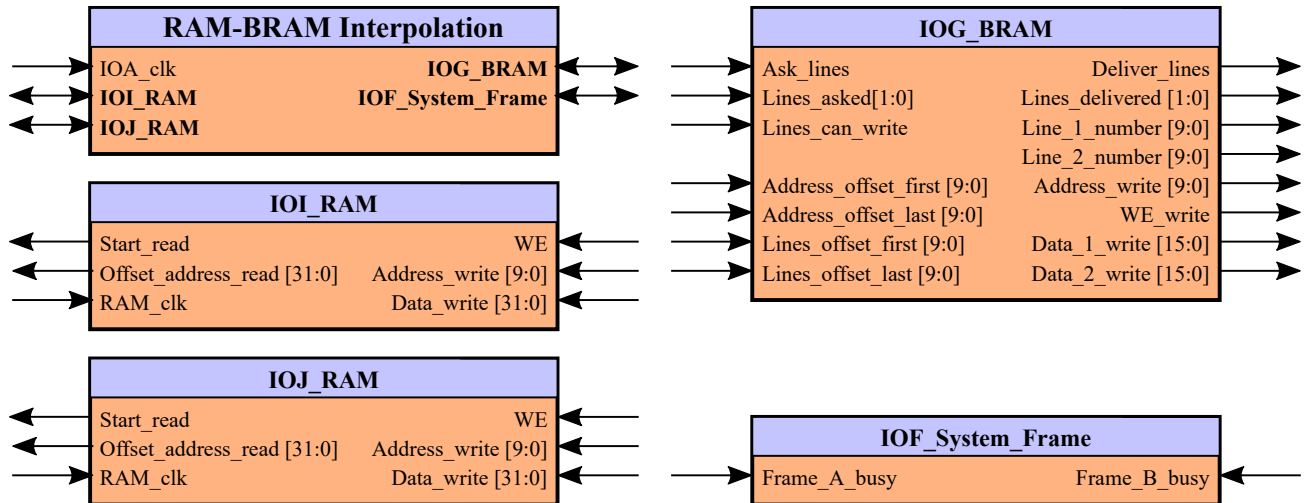 RAM-BRAM Interpolation
IOA_clk IOG_BRAM
IOI_RAM IOF_System_Frame
IOJ_RAM
IOI_RAM
Start_read WE
Offset_address_read [31:0] Address_write [9:0]
RAM_clk Data_write [31:0]
IOJ_RAM
Start_read WE
Offset_address_read [31:0] Address_write [9:0]
RAM_clk Data_write [31:0]
IOG_BRAM
Ask_lines Deliver_lines
Lines_asked[1:0] Lines_delivered [1:0]
Lines_can_write Line_1_number [9:0]
Line_2_number [9:0]
Address_offset_first [9:0] Address_write [9:0]
Address_offset_last [9:0] WE_write
Lines_offset_first [9:0] Data_1_write [15:0]
Lines_offset_last [9:0] Data_2_write [15:0]
IOF_System_Frame
Frame_A_busy Frame_B_busy